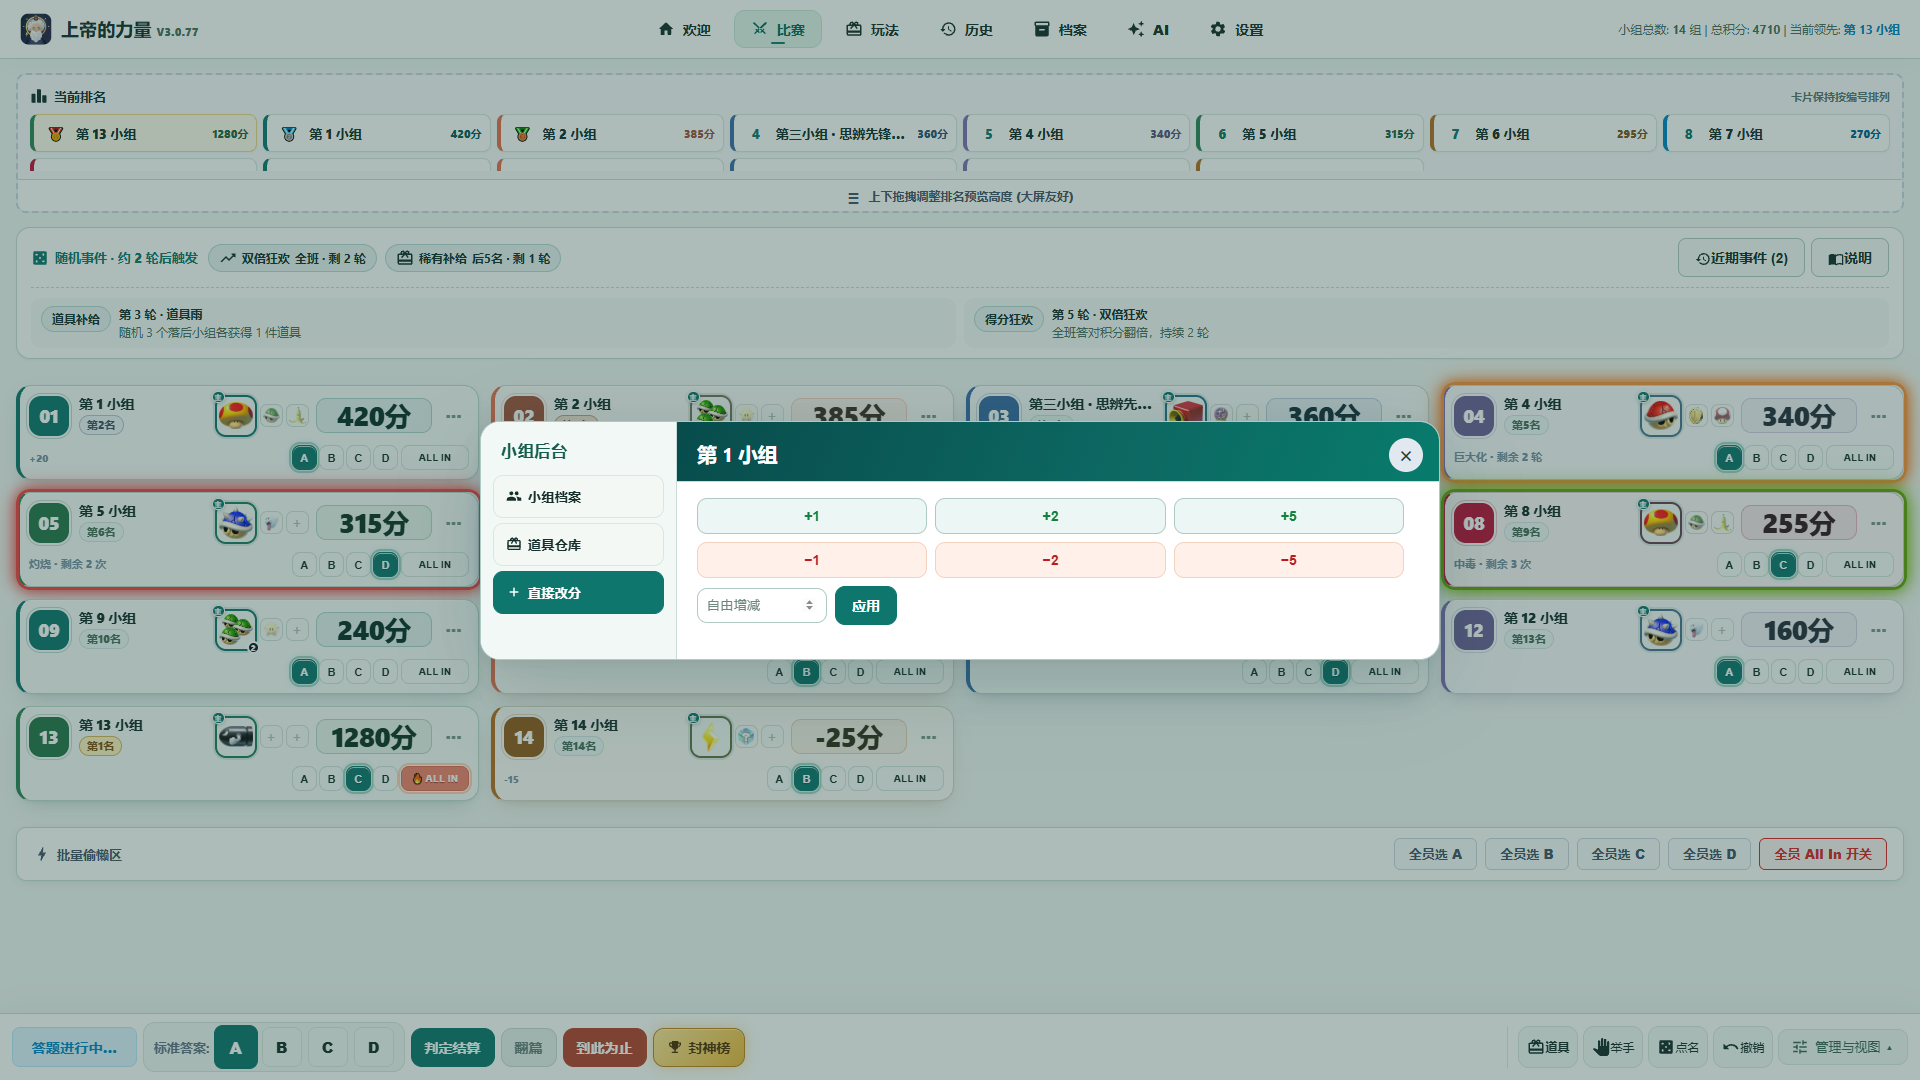 上帝的力量 V3.0.77
欢迎
比赛
玩法
历史
档案
AI
设置
小组总数: 14 组 | 总积分: 4710 | 当前领先: 第 13 小组
当前排名
卡片保持按编号排列
第 13 小组 1280分
第 1 小组 420分
第 2 小组 385分
4 第三小组 · 思辨先锋... 360分
5 第 4 小组 340分
6 第 5 小组 315分
7 第 6 小组 295分
8 第 7 小组 270分
上下拖拽调整排名预览高度 (大屏友好)
随机事件 · 约 2 轮后触发
双倍狂欢 全班 · 剩 2 轮
稀有补给 后5名 · 剩 1 轮
近期事件 (2)
说明
道具补给
第 3 轮 · 道具雨
随机 3 个落后小组各获得 1 件道具
得分狂欢
第 5 轮 · 双倍狂欢
全班答对积分翻倍，持续 2 轮
01 第 1 小组
第2名
420分
+20
A B C D ALL IN
02 第 2 小组
385分
03 第三小组 · 思辨先...
360分
04 第 4 小组
第5名
340分
巨大化 · 剩余 2 轮
A B C D ALL IN
05 第 5 小组
第6名
315分
灼烧 · 剩余 2 次
A B C D ALL IN
08 第 8 小组
第9名
255分
中毒 · 剩余 3 次
A B C D ALL IN
09 第 9 小组
第10名
2
240分
A B C D ALL IN
A B C D ALL IN
A B C D ALL IN
12 第 12 小组
第13名
160分
A B C D ALL IN
13 第 13 小组
第1名
1280分
A B C D ALL IN
14 第 14 小组
第14名
-25分
-15
A B C D ALL IN
小组后台
小组档案
道具仓库
直接改分
第 1 小组
+1 +2 +5
−1 −2 −5
自由增减
应用
批量偷懒区
全员选 A
全员选 B
全员选 C
全员选 D
全员 All In 开关
答题进行中...
标准答案: A B C D
判定结算
翻篇
到此为止
封神榜
道具
举手
点名
撤销
管理与视图